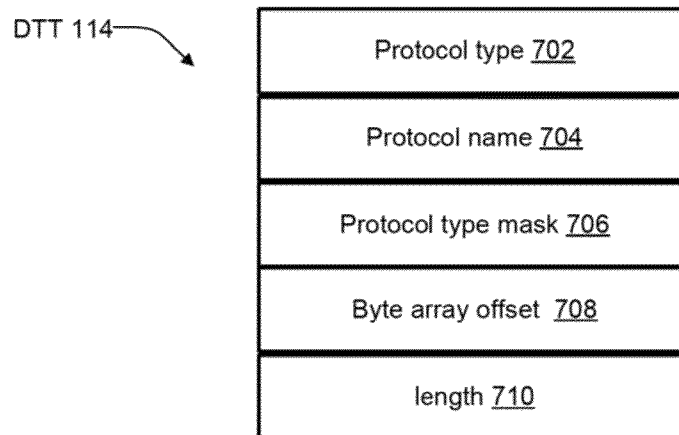 DTT 114
Protocol type 702
Protocol name 704
Protocol type mask 706
Byte array offset 708
length 710